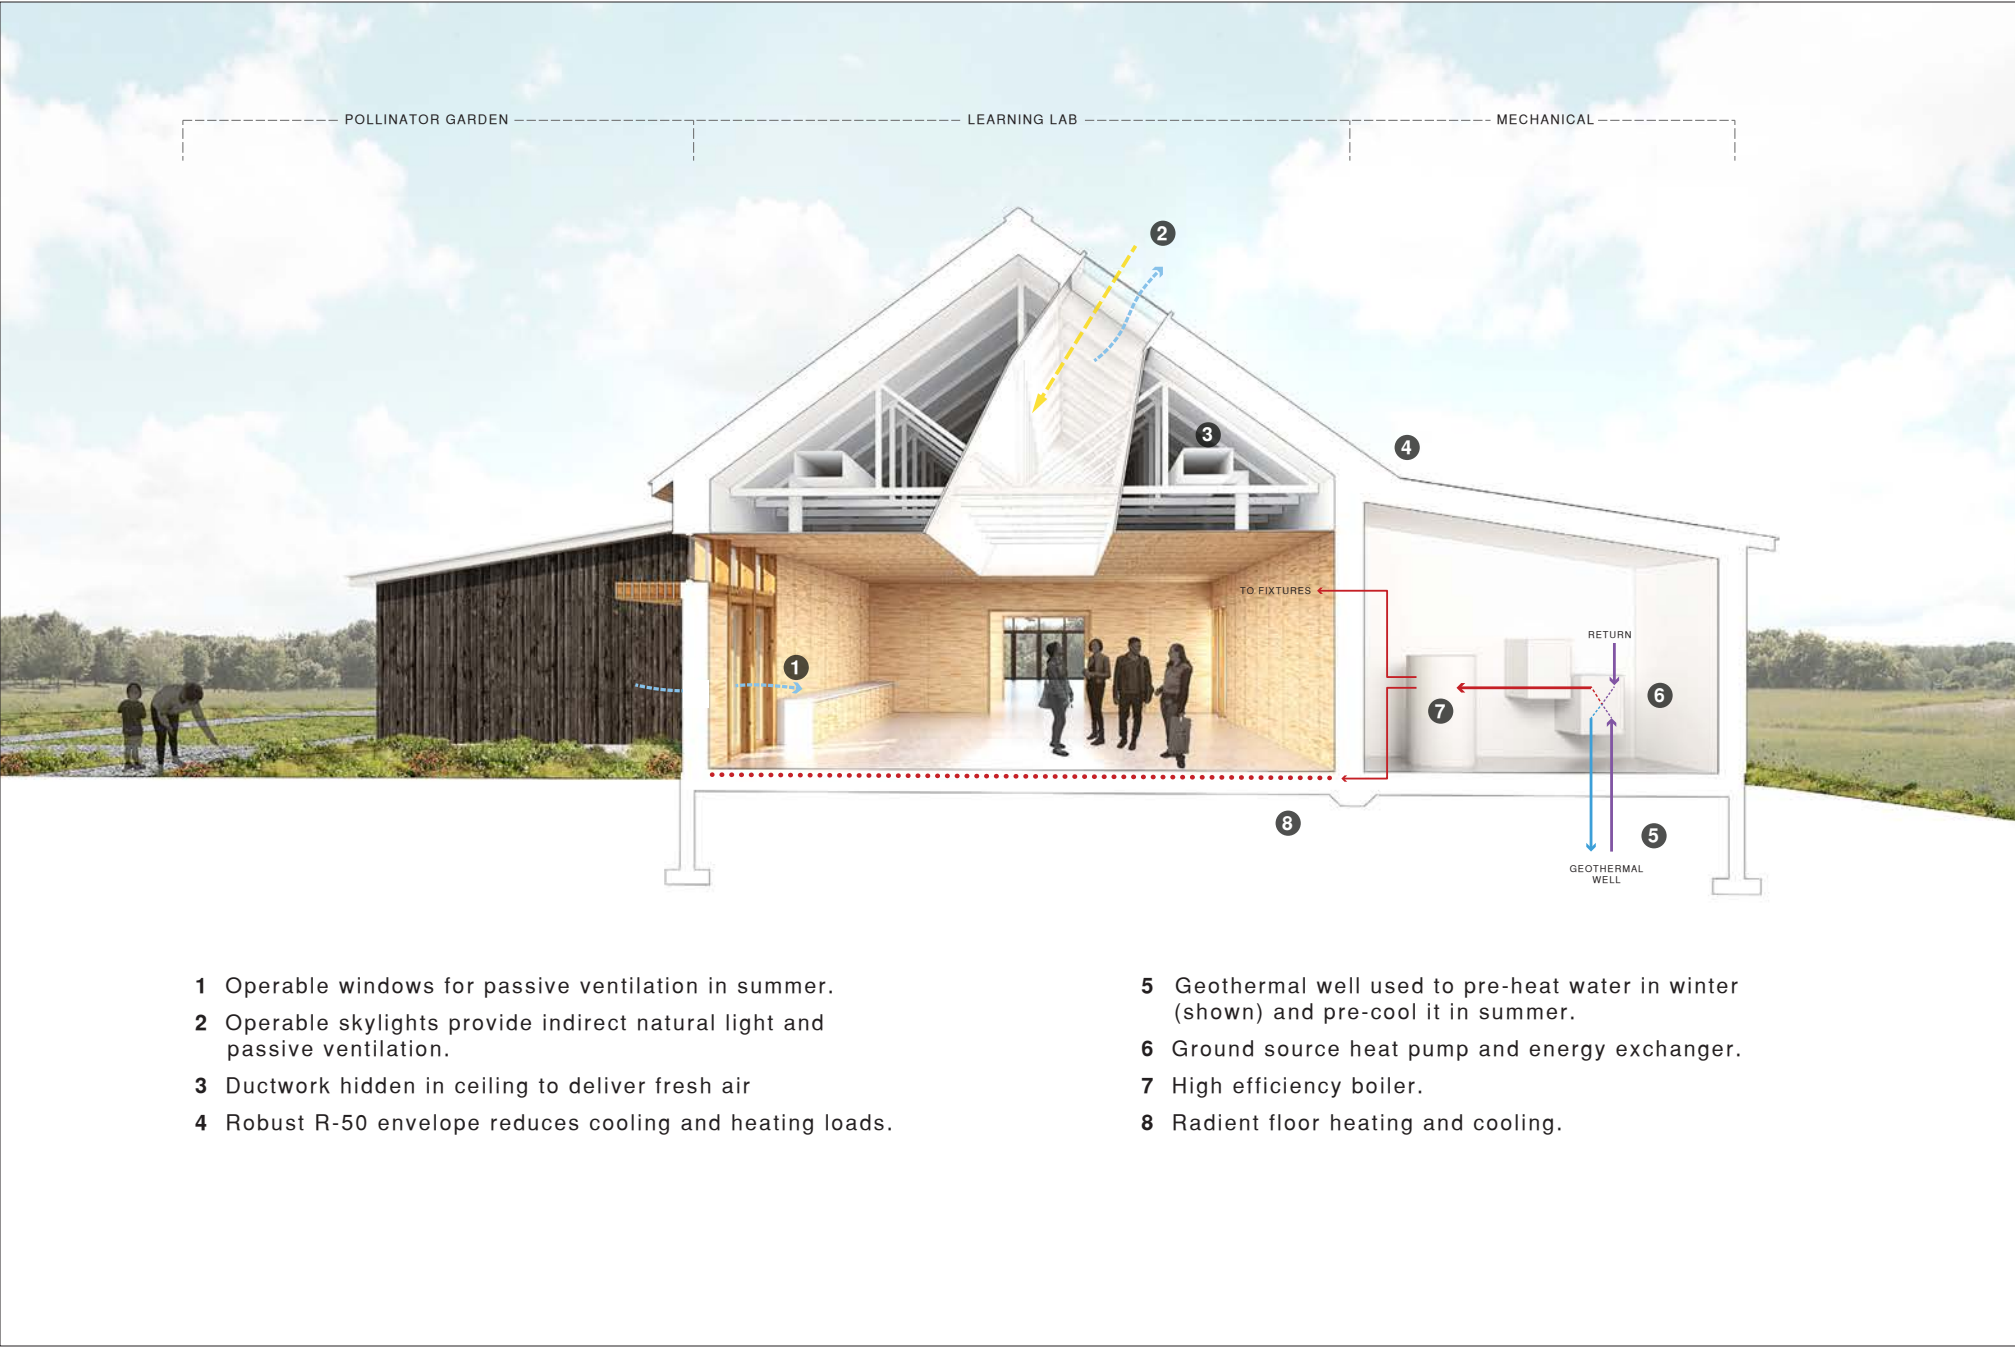 POLLINATOR GARDEN
LEARNING LAB
MECHANICAL
2
3
4
TO FIXTURES
RETURN
1
6
7
8
5
GEOTHERMAL
WELL
1 Operable windows for passive ventilation in summer.
2 Operable skylights provide indirect natural light and
passive ventilation.
3 Ductwork hidden in ceiling to deliver fresh air
4 Robust R-50 envelope reduces cooling and heating loads.
5 Geothermal well used to pre-heat water in winter
(shown) and pre-cool it in summer.
6 Ground source heat pump and energy exchanger.
7 High efficiency boiler.
8 Radient floor heating and cooling.